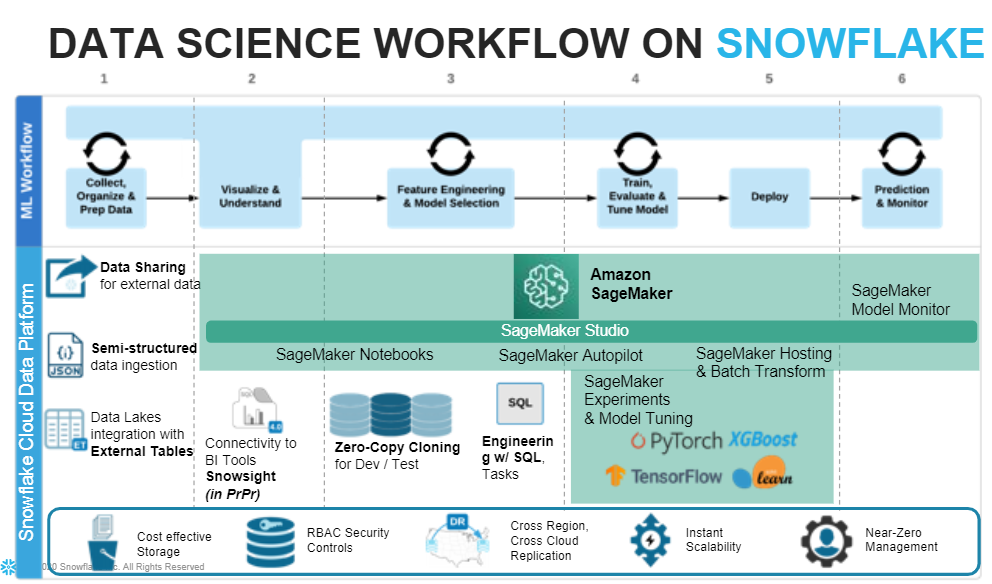 DATA SCIENCE WORKFLOW ON SNOWFLAKE
1 2 3 4 5 6
ML Workflow
Collect,
Organize &
Prep Data
Visualize &
Understand
Feature Engineering
& Model Selection
Train,
Evaluate &
Tune Model
Deploy
Prediction
& Monitor
Snowflake Cloud Data Platform
Data Sharing
for external data
JSON
Semi-structured
data ingestion
ET
Data Lakes
integration with
External Tables
Amazon
SageMaker
SageMaker
Model Monitor
SageMaker Studio
SageMaker Notebooks
SageMaker Autopilot
SageMaker Hosting
& Batch Transform
SageMaker
Experiments
& Model Tuning
4.0
Connectivity to
BI Tools
Snowsight
(in PrPr)
Zero-Copy Cloning
for Dev / Test
SQL
Engineerin
g w/ SQL,
Tasks
PyTorch
XGBoost
TensorFlow
learn
Cost effective
Storage
RBAC Security
Controls
DR
Cross Region,
Cross Cloud
Replication
Instant
Scalability
Near-Zero
Management
All Rights Reserved